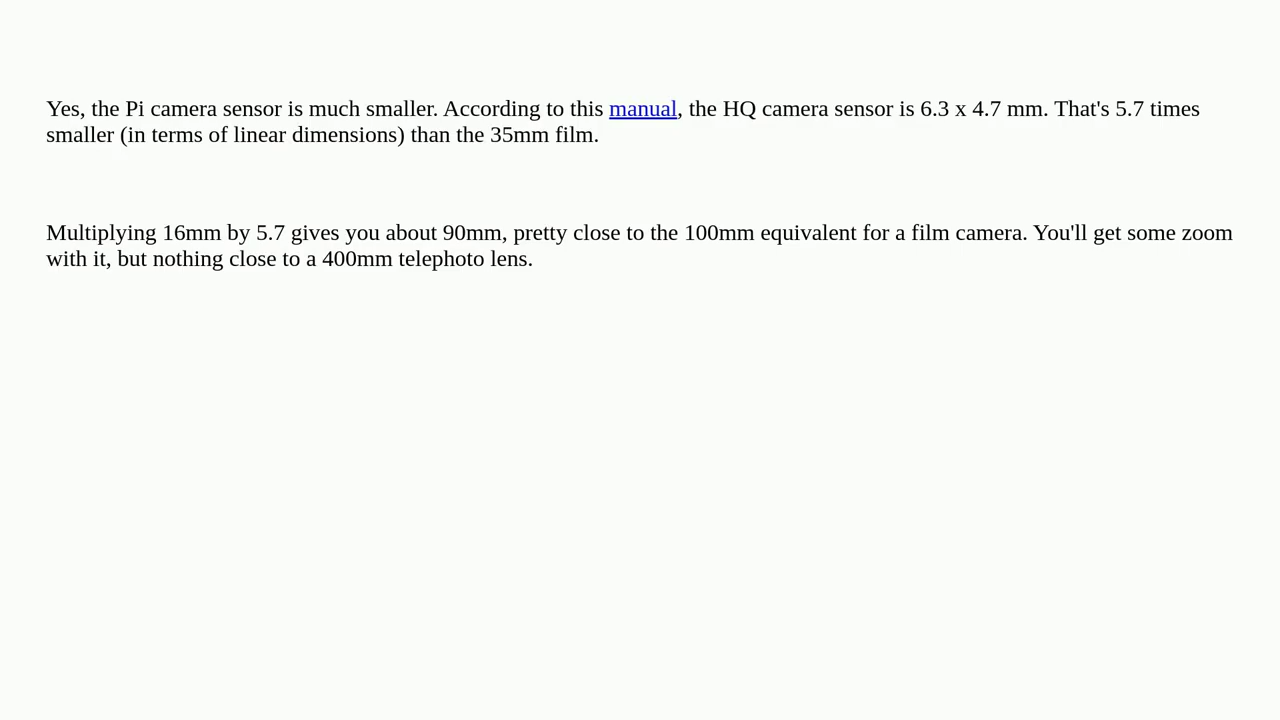 Yes, the Pi camera sensor is much smaller. According to this manual, the HQ camera sensor is 6.3 x 4.7 mm. That's 5.7 times
smaller (in terms of linear dimensions) than the 35mm film.
Multiplying 16mm by 5.7 gives you about 90mm, pretty close to the 100mm equivalent for a film camera. You'll get some zoom
with it, but nothing close to a 400mm telephoto lens.